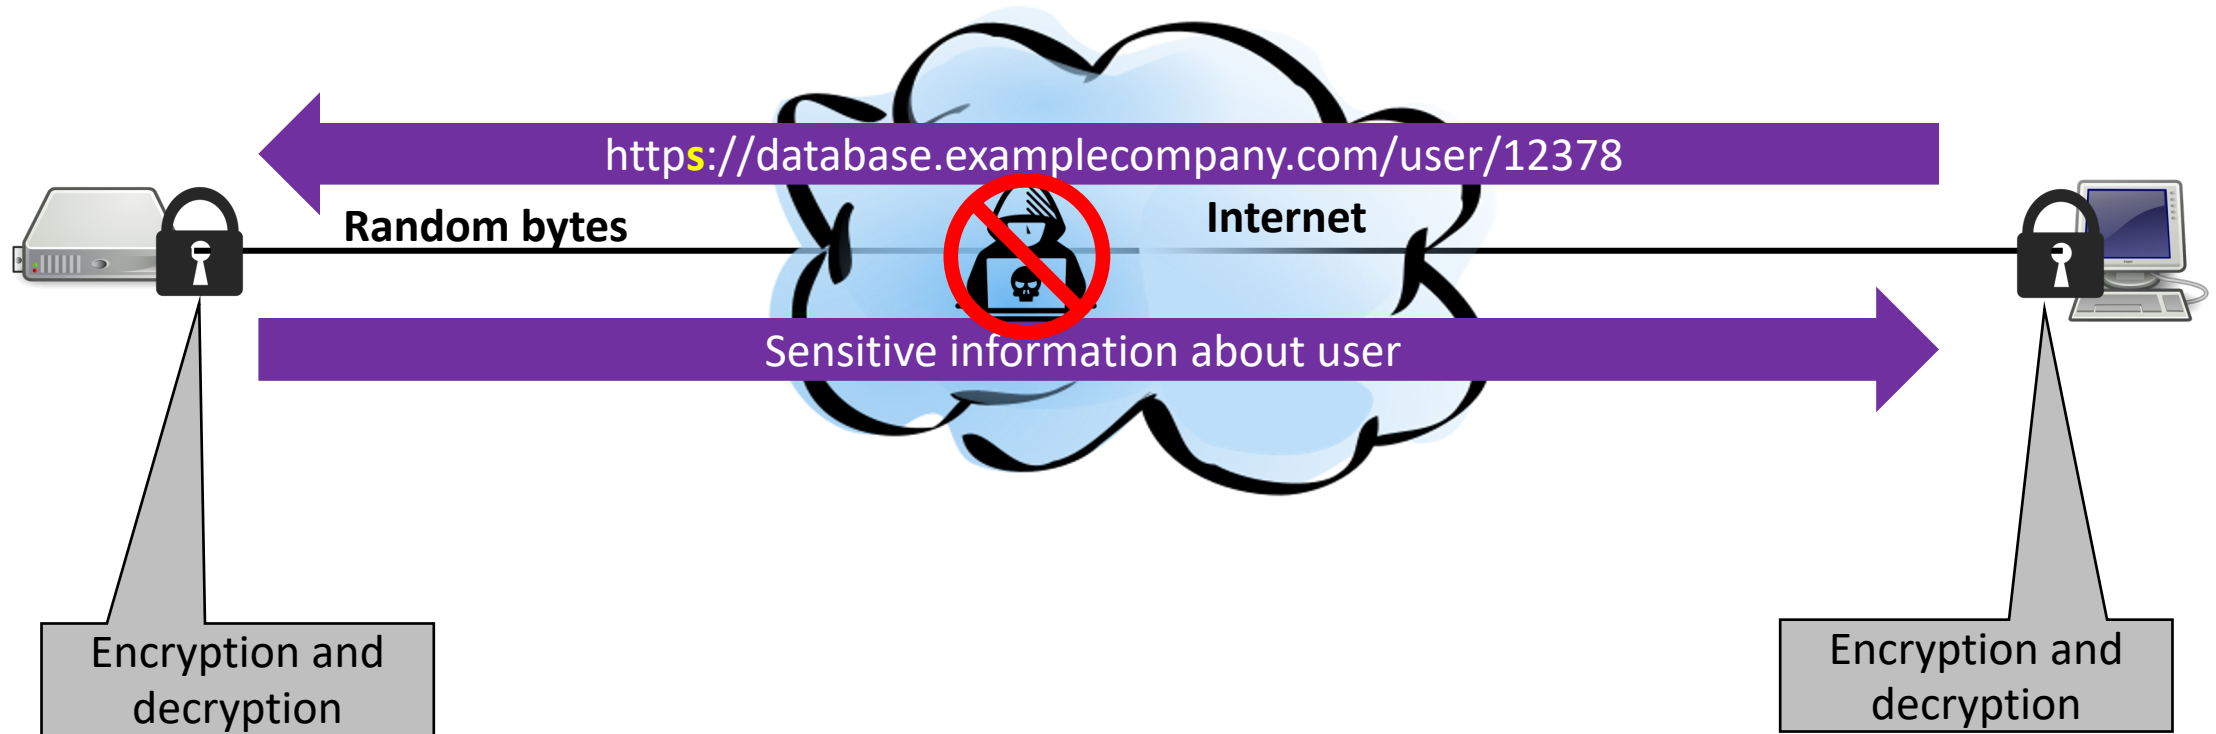 https://database.examplecompany.com/user/12378
Random bytes
Internet
Sensitive information about user
Encryption and
decryption
Encryption and
decryption